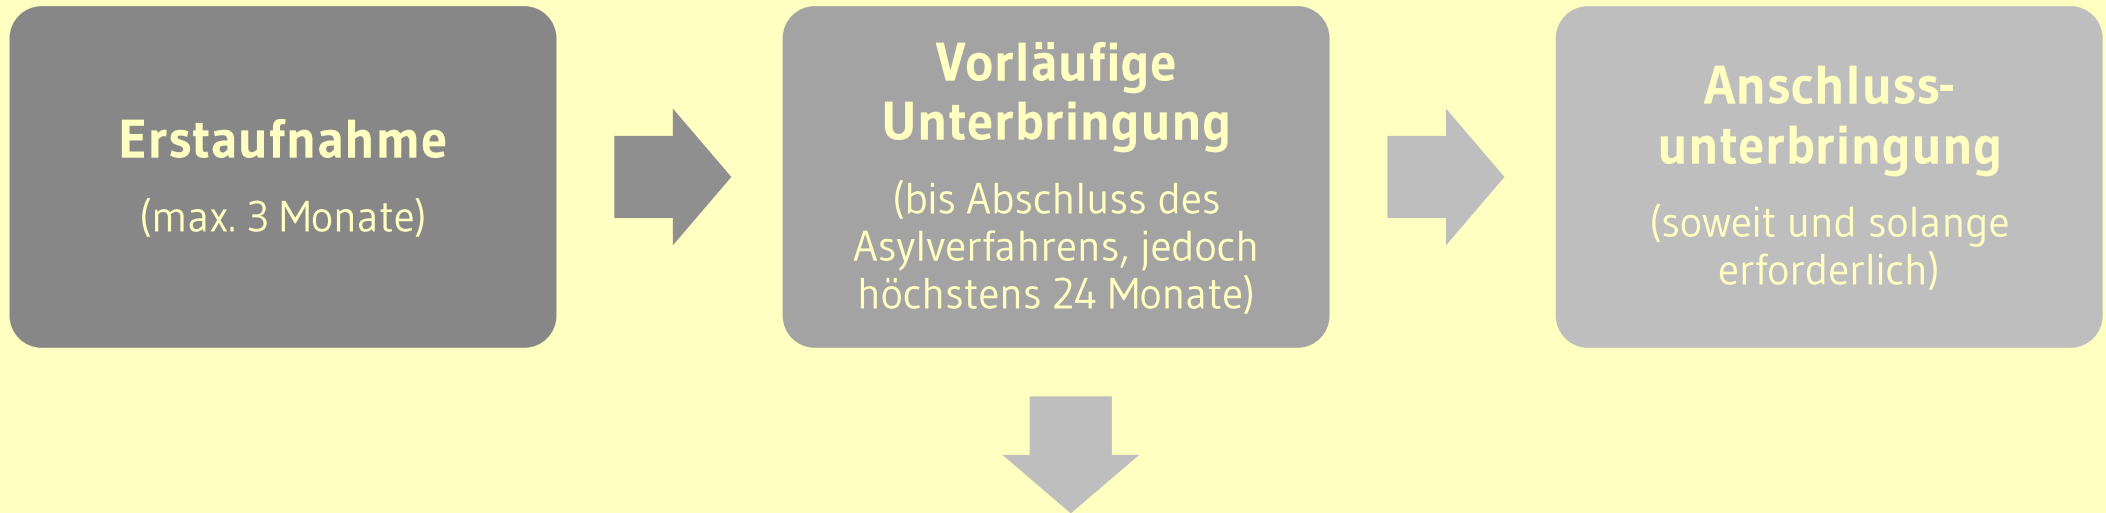 Erstaufnahme
(max. 3 Monate)
Vorläufige
Unterbringung
(bis Abschluss des
Asylverfahrens, jedoch
höchstens 24 Monate)
Anschluss-
unterbringung
(soweit und solange
erforderlich)